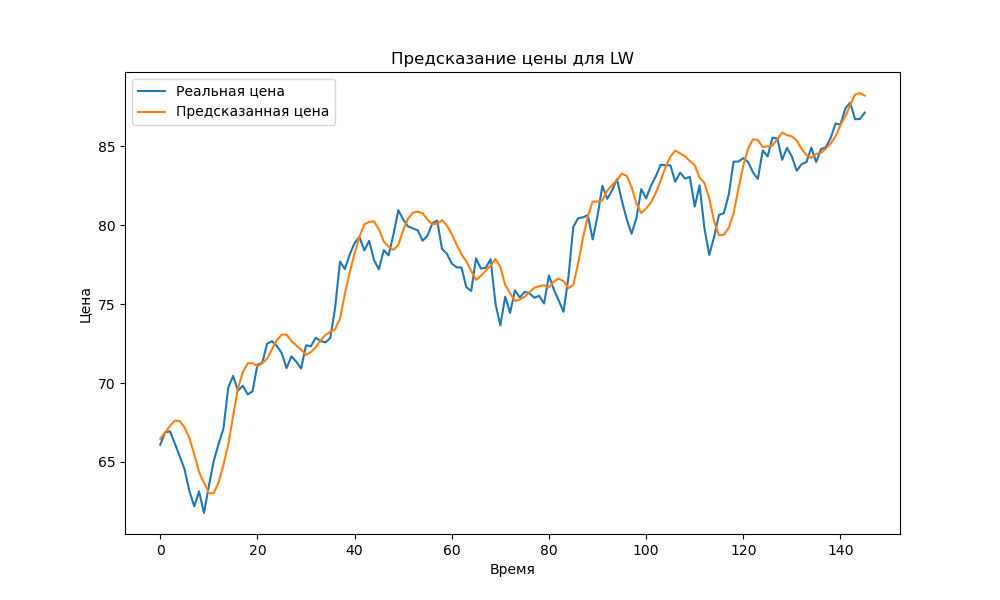 Предсказание цены для LW
Реальная цена
Предсказанная цена
Цена
85
80
75
70
65
0 20 40 60 80 100 120 140
Время